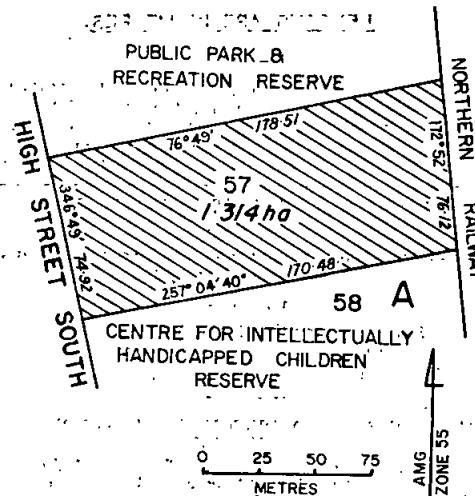 PUBLIC PARK &
RECREATION RESERVE
NORTHERN RAILWAY
HIGH STREET SOUTH
76°49'
178·51
112°52'
76·12
57
1·314ha
346°49'
74·92
257°04'40"
170·48
58
A
CENTRE FOR INTELLECTUALLY
HANDICAPPED CHILDREN
RESERVE
AMG
ZONE 55
0 25 50 75
METRES